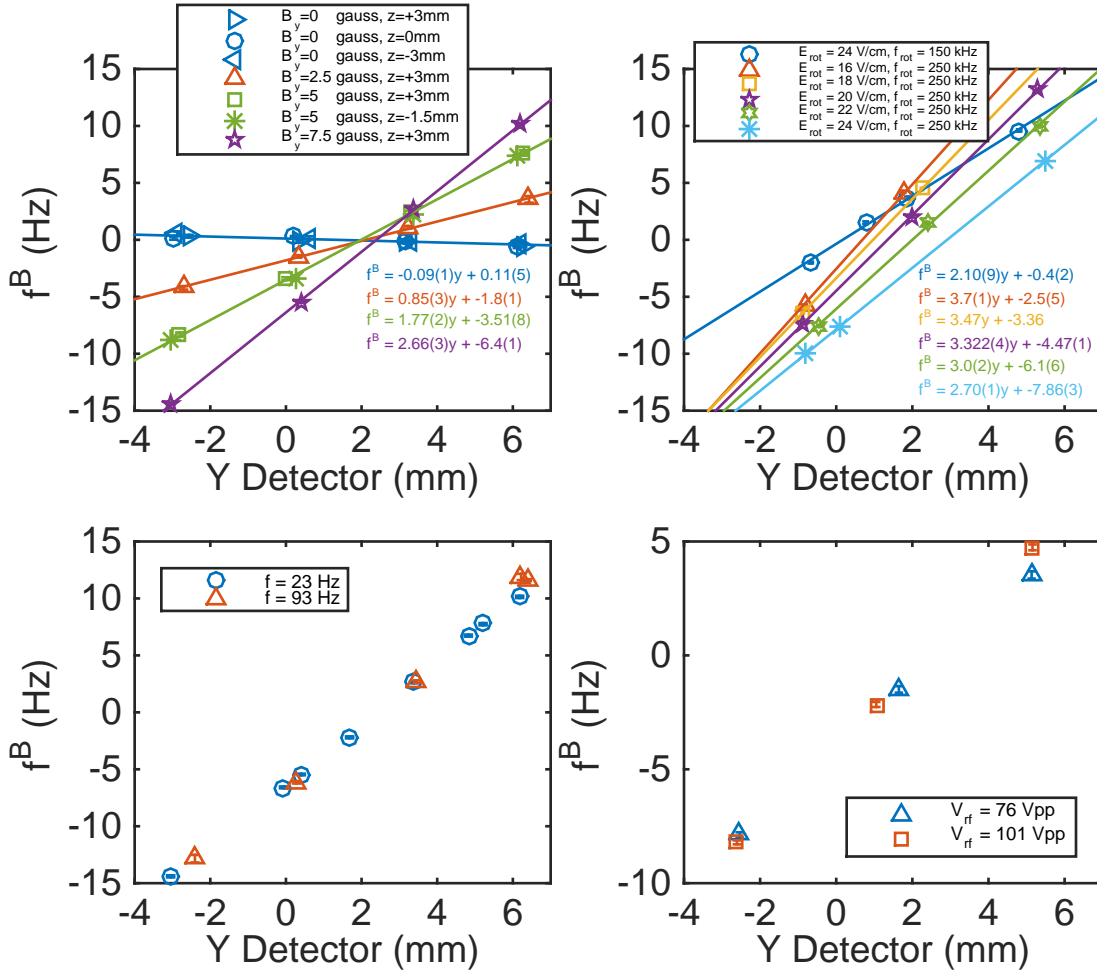 B_y=0 gauss, z=+3mm
B_y=0 gauss, z=0mm
B_y=0 gauss, z=-3mm
B_y=2.5 gauss, z=+3mm
B_y=5 gauss, z=+3mm
B_y=5 gauss, z=-1.5mm
B_y=7.5 gauss, z=+3mm
15
10
5
0
-5
-10
-15
f^B (Hz)
f^B = -0.09(1)y + 0.11(5)
f^B = 0.85(3)y + -1.8(1)
f^B = 1.77(2)y + -3.51(8)
f^B = 2.66(3)y + -6.4(1)
-4 -2 0 2 4 6
Y Detector (mm)
E_rot = 24 V/cm, f_rot = 150 kHz
E_rot = 16 V/cm, f_rot = 250 kHz
E_rot = 18 V/cm, f_rot = 250 kHz
E_rot = 20 V/cm, f_rot = 250 kHz
E_rot = 22 V/cm, f_rot = 250 kHz
E_rot = 24 V/cm, f_rot = 250 kHz
15
10
5
0
-5
-10
-15
f^B (Hz)
f^B = 2.10(9)y + -0.4(2)
f^B = 3.7(1)y + -2.5(5)
f^B = 3.47y + -3.36
f^B = 3.322(4)y + -4.47(1)
f^B = 3.0(2)y + -6.1(6)
f^B = 2.70(1)y + -7.86(3)
-4 -2 0 2 4 6
Y Detector (mm)
15
10
5
0
-5
-10
-15
f^B (Hz)
f = 23 Hz
f = 93 Hz
-4 -2 0 2 4 6
Y Detector (mm)
5
0
-5
-10
f^B (Hz)
V_rf = 76 Vpp
V_rf = 101 Vpp
-4 -2 0 2 4 6
Y Detector (mm)